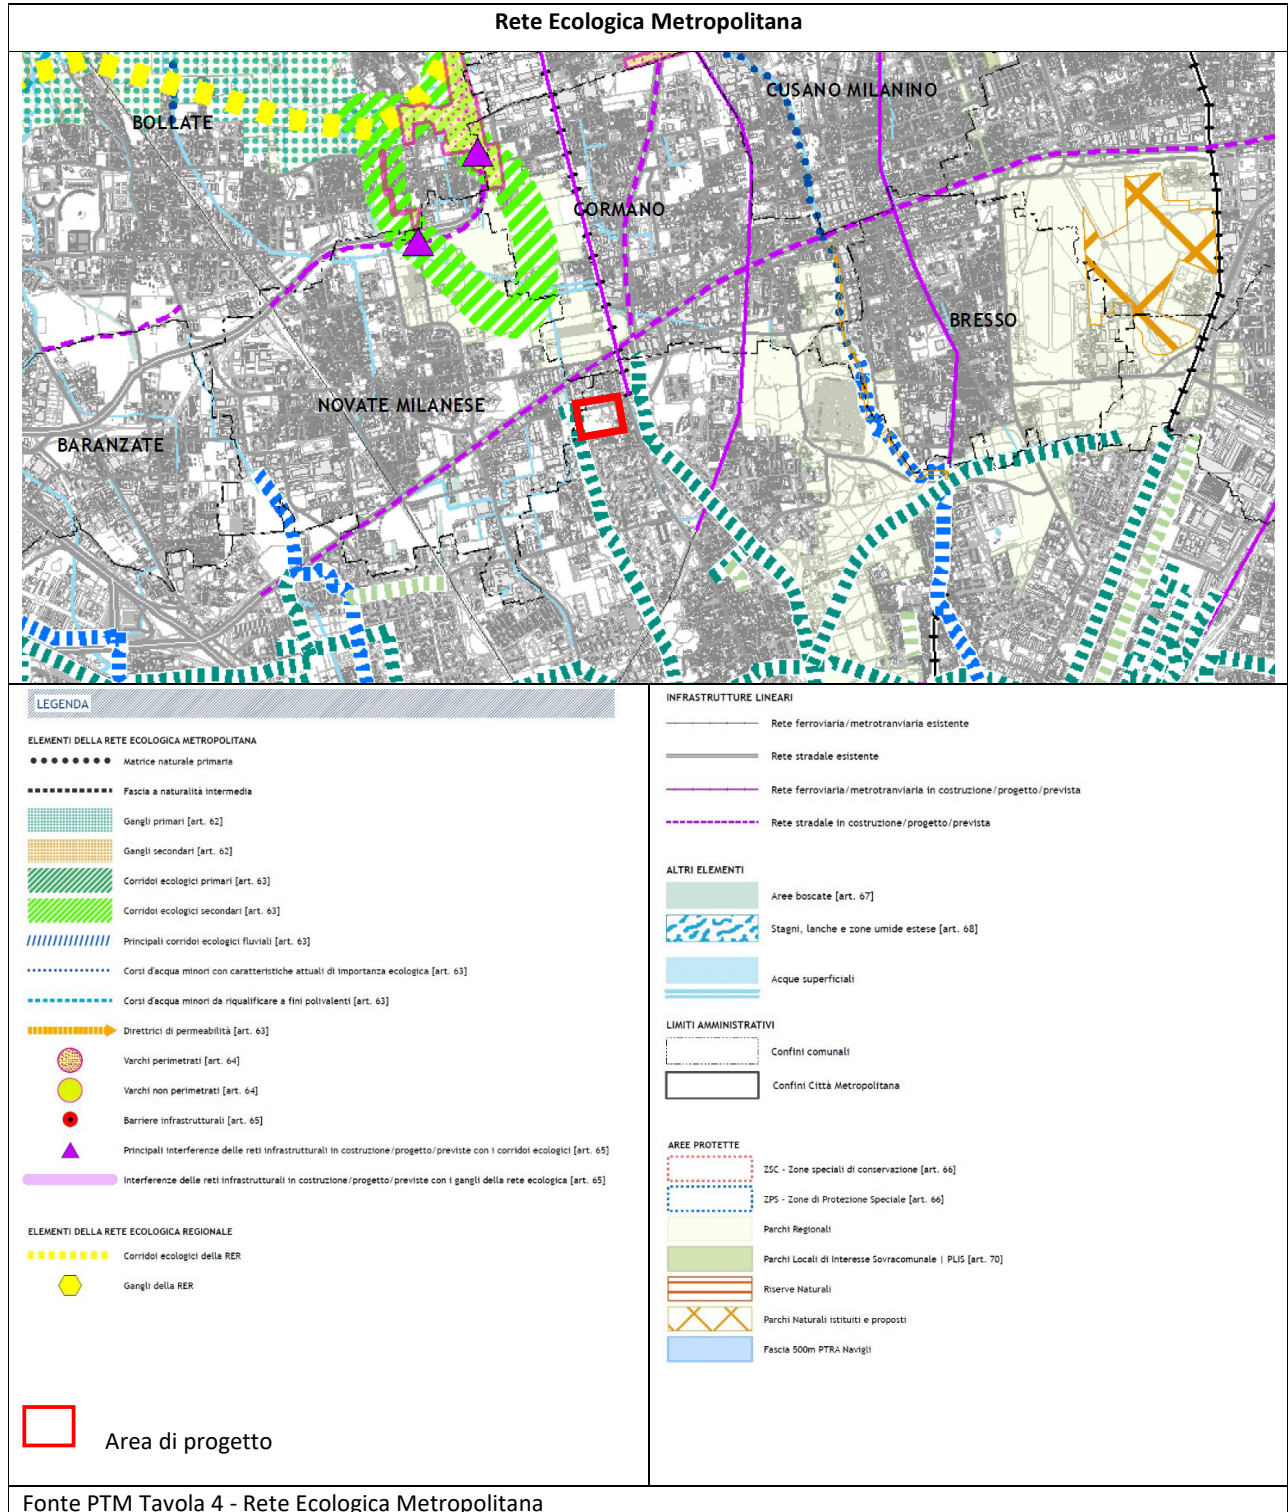 Rete Ecologica Metropolitana
CUSANO MILANINO
BOLLATE
CORMANO
BRESSO
NOVATE MILANESE
BARANZATE
LEGENDA
ELEMENTI DELLA RETE ECOLOGICA METROPOLITANA
Matrice naturale primaria
Fascia a naturalità intermedia
Gangli primari [art. 62]
Gangli secondari [art. 62]
Corridoi ecologici primari [art. 63]
Corridoi ecologici secondari [art. 63]
Principali corridoi ecologici fluviali [art. 63]
Corsi d'acqua minori con caratteristiche attuali di importanza ecologica [art. 63]
Corsi d'acqua minori da riqualificare a fini polivalenti [art. 63]
Direttrici di permeabilità [art. 63]
Varchi perimetrati [art. 64]
Varchi non perimetrati [art. 64]
Barriere infrastrutturali [art. 65]
Principali interferenze delle reti infrastrutturali in costruzione/progetto/previste con i corridoi ecologici [art. 65]
Interferenze delle reti infrastrutturali in costruzione/progetto/previste con i gangli della rete ecologica [art. 65]
ELEMENTI DELLA RETE ECOLOGICA REGIONALE
Corridoi ecologici della RER
Gangli della RER
Area di progetto
INFRASTRUTTURE LINEARI
Rete ferroviaria/metrotranviaria esistente
Rete stradale esistente
Rete ferroviaria/metrotranviaria in costruzione/progetto/prevista
Rete stradale in costruzione/progetto/prevista
ALTRI ELEMENTI
Aree boscate [art. 67]
Stagni, lanche e zone umide estese [art. 68]
Acque superficiali
LIMITI AMMINISTRATIVI
Confini comunali
Confini Città Metropolitana
AREE PROTETTE
ZSC - Zone speciali di conservazione [art. 66]
ZPS - Zone di Protezione Speciale [art. 66]
Parchi Regionali
Parchi Locali di Interesse Sovracomunale | PLIS [art. 70]
Riserve Naturali
Parchi Naturali istituiti e proposti
Fascia 500m PTRA Navigli
Fonte PTM Tavola 4 - Rete Ecologica Metropolitana